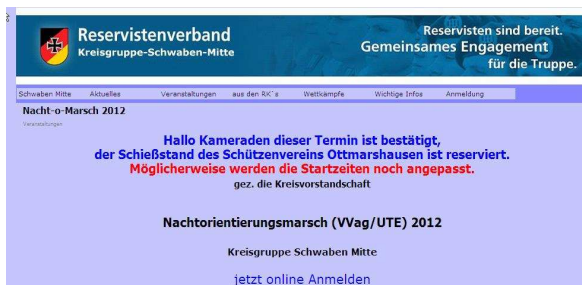 Reservistenverband
Kreisgruppe-Schwaben-Mitte
Reservisten sind bereit.
Gemeinsames Engagement
für die Truppe.
Schwaben Mitte Aktuelles Veranstaltungen aus den RK´s Wettkämpfe Wichtige Infos Anmeldung
Nacht-o-Marsch 2012
Veranstaltungen
Hallo Kameraden dieser Termin ist bestätigt,
der Schießstand des Schützenvereins Ottmarshausen ist reserviert.
Möglicherweise werden die Startzeiten noch angepasst.
gez. die Kreisvorstandschaft
Nachtorientierungsmarsch (VVag/UTE) 2012
Kreisgruppe Schwaben Mitte
jetzt online Anmelden